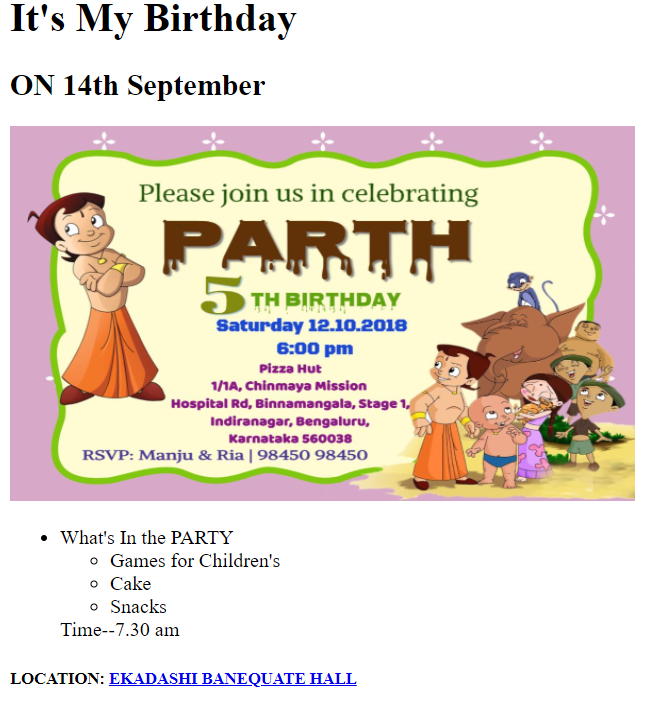 It's My Birthday
ON 14th September
Please join us in celebrating
PARTH
5TH BIRTHDAY
Saturday 12.10.2018
6:00 pm
Pizza Hut
1/1A, Chinmaya Mission
Hospital Rd, Binnamangala, Stage 1,
Indiranagar, Bengaluru,
Karnataka 560038
RSVP: Manju & Ria | 98450 98450
What's In the PARTY
Games for Children's
Cake
Snacks
Time--7.30 am
LOCATION: EKADASHI BANEQUATE HALL